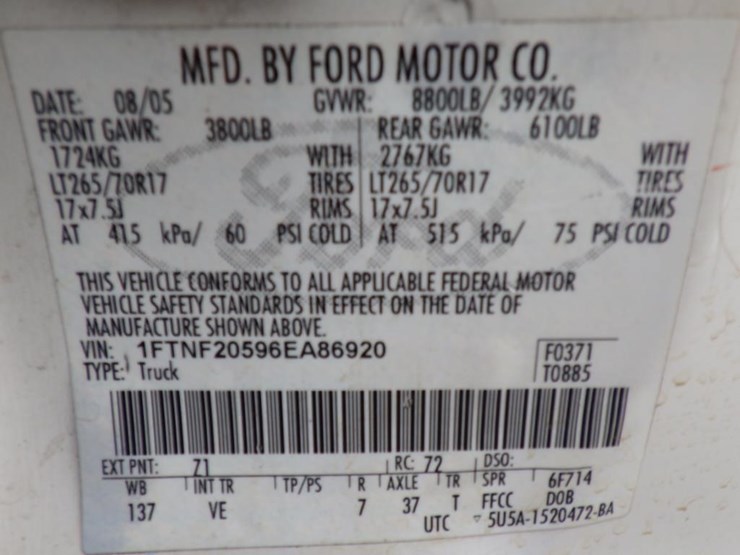 MFD. BY FORD MOTOR CO.
DATE: 08/05 GVWR: 8800LB/ 3992KG
FRONT GAWR: 3800LB REAR GAWR: 6100LB
1724KG WITH 2767KG WITH
LT265/70R17 TIRES LT265/70R17 TIRES
17x7.5J RIMS 17x7.5J RIMS
AT 415 kPa/ 60 PSI COLD AT 515 kPa/ 75 PSI COLD
THIS VEHICLE CONFORMS TO ALL APPLICABLE FEDERAL MOTOR
VEHICLE SAFETY STANDARDS IN EFFECT ON THE DATE OF
MANUFACTURE SHOWN ABOVE.
VIN: 1FTNF20596EA86920 F0371
TYPE: Truck T0885
EXT PNT: Z1 RC: 72 DSO:
WB INT TR TP/PS R AXLE TR SPR 6F714
137 VE 7 37 T FFCC DOB
UTC 5U5A-1520472-BA